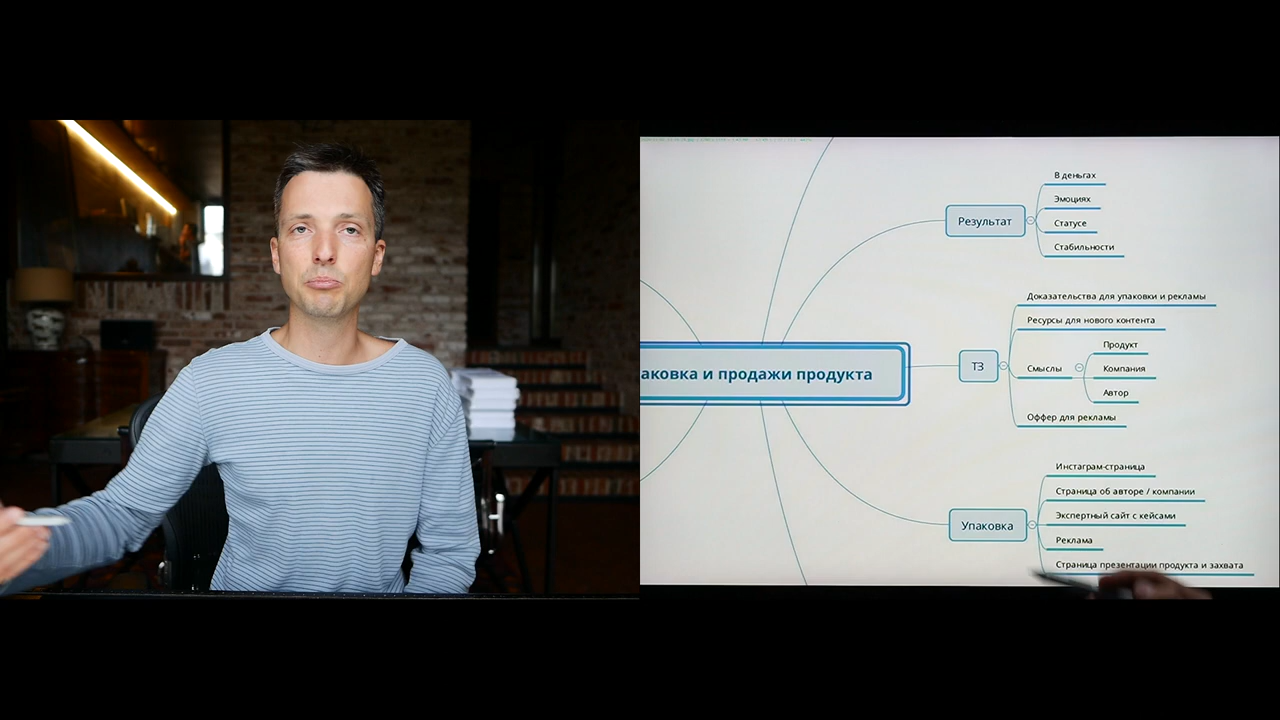 В деньгах
Эмоциях
Результат
Статусе
Стабильности
Доказательства для упаковки и рекламы
Ресурсы для нового контента
Продукт
ТЗ
Смыслы
Компания
аковка и продажи продукта
Автор
Оффер для рекламы
Инстаграм-страница
Страница об авторе / компании
Экспертный сайт с кейсами
Упаковка
Реклама
Страница презентации продукта и захвата